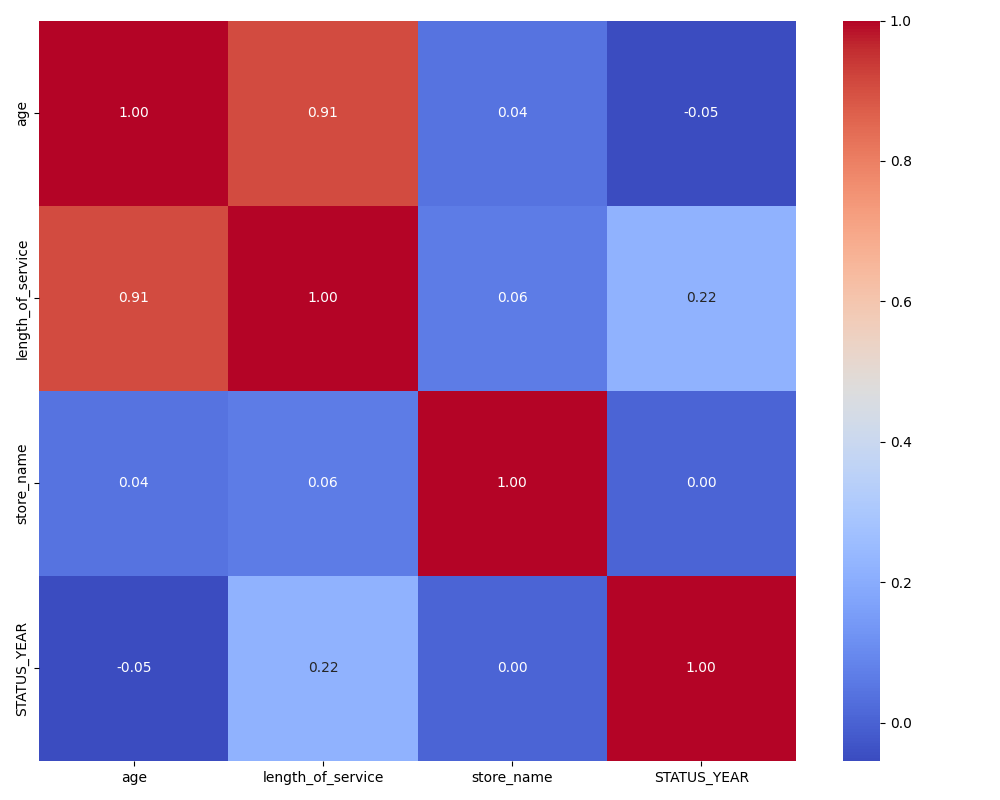 age 1.00 0.91 0.04 -0.05
length_of_service 0.91 1.00 0.06 0.22
store_name 0.04 0.06 1.00 0.00
STATUS_YEAR -0.05 0.22 0.00 1.00
age length_of_service store_name STATUS_YEAR
1.0
0.8
0.6
0.4
0.2
0.0